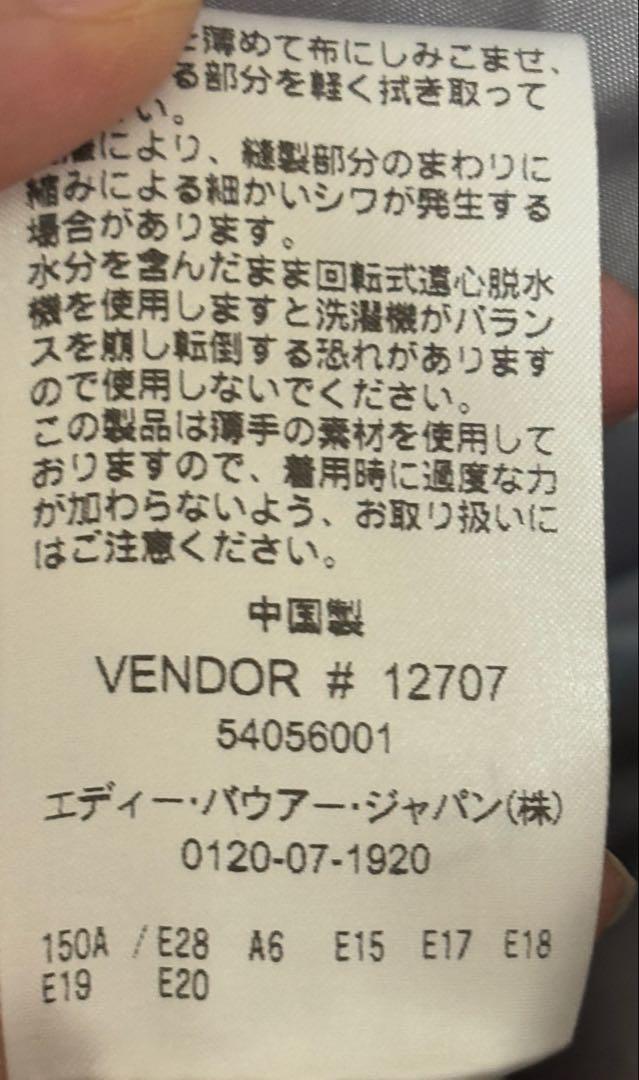 薄めて布にしみこませ、
る部分を軽く拭き取って
い。
により、縫製部分のまわりに
縮みによる細かいシワが発生する
場合があります。
水分を含んだまま回転式遠心脱水
機を使用しますと洗濯機がバラン
スを崩し転倒する恐れがあります
ので使用しないでください。
この製品は薄手の素材を使用して
おりますので、着用時に過度な力
が加わらないよう、お取り扱いに
はご注意ください。
中国製
VENDOR # 12707
54056001
エディー・バウアー・ジャパン(株)
0120-07-1920
150A / E28 A6 E15 E17 E18
E19 E20